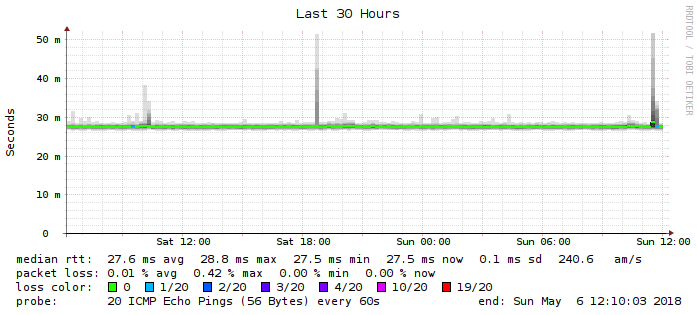 Last 30 Hours
RRDTOOL / TOBI OETIKER
Seconds
50 m
40 m
30 m
20 m
10 m
0
Sat 12:00 Sat 18:00 Sun 00:00 Sun 06:00 Sun 12:00
median rtt: 27.6 ms avg 28.8 ms max 27.5 ms min 27.5 ms now 0.1 ms sd 240.6 am/s
packet loss: 0.01 % avg 0.42 % max 0.00 % min 0.00 % now
loss color: 0 1/20 2/20 3/20 4/20 10/20 19/20
probe: 20 ICMP Echo Pings (56 Bytes) every 60s end: Sun May 6 12:10:03 2018